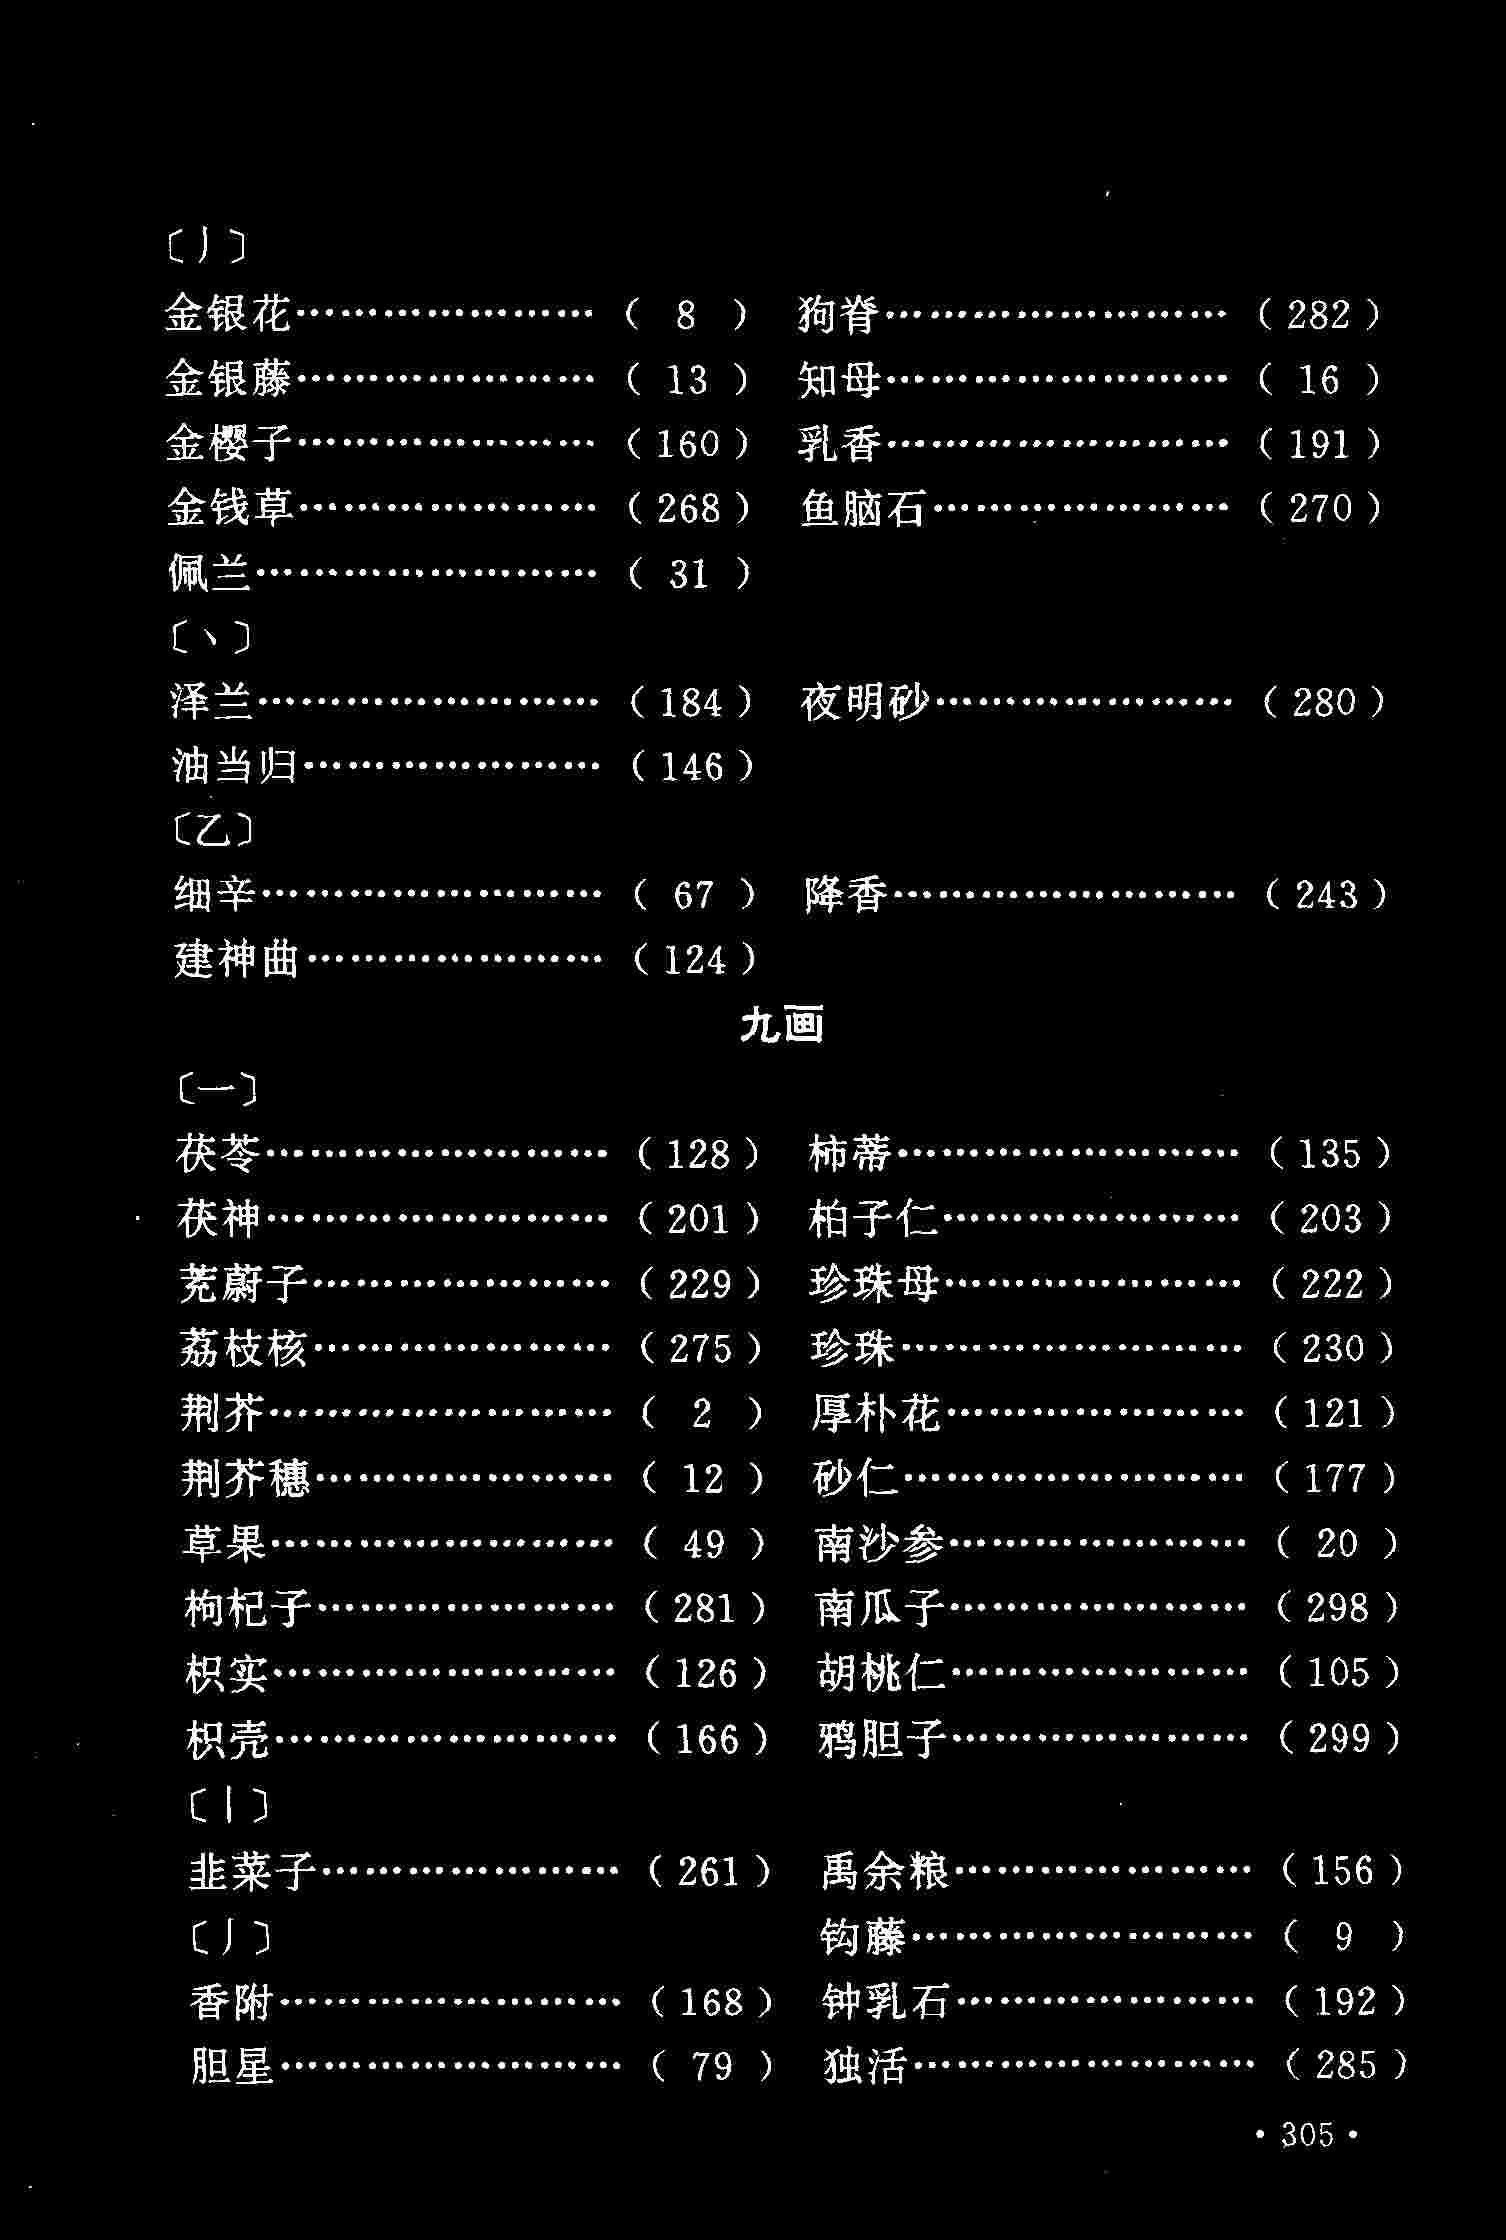 〔丿〕
金银花…………………( 8 ) 狗脊……………………(282)
金银藤…………………( 13 ) 知母……………………( 16 )
金樱子…………………(160) 乳香……………………(191)
金钱草…………………(268) 鱼脑石…………………(270)
佩兰……………………( 31 )
〔丶〕
泽兰……………………(184) 夜明砂…………………(280)
油当归…………………(146)
〔乙〕
细辛……………………( 67 ) 降香……………………(243)
建神曲…………………(124)
九画
〔一〕
茯苓……………………(128) 柿蒂……………………(135)
茯神……………………(201) 柏子仁…………………(203)
茺蔚子…………………(229) 珍珠母…………………(222)
荔枝核…………………(275) 珍珠……………………(230)
荆芥……………………( 2 ) 厚朴花…………………(121)
荆芥穗…………………( 12 ) 砂仁……………………(177)
草果……………………( 49 ) 南沙参…………………( 20 )
枸杞子…………………(281) 南瓜子…………………(298)
枳实……………………(126) 胡桃仁…………………(105)
枳壳……………………(166) 鸦胆子…………………(299)
〔丨〕
韭菜子…………………(261) 禹余粮…………………(156)
〔丿〕 钩藤……………………( 9 )
香附……………………(168) 钟乳石…………………(192)
胆星……………………( 79 ) 独活……………………(285)
·305·